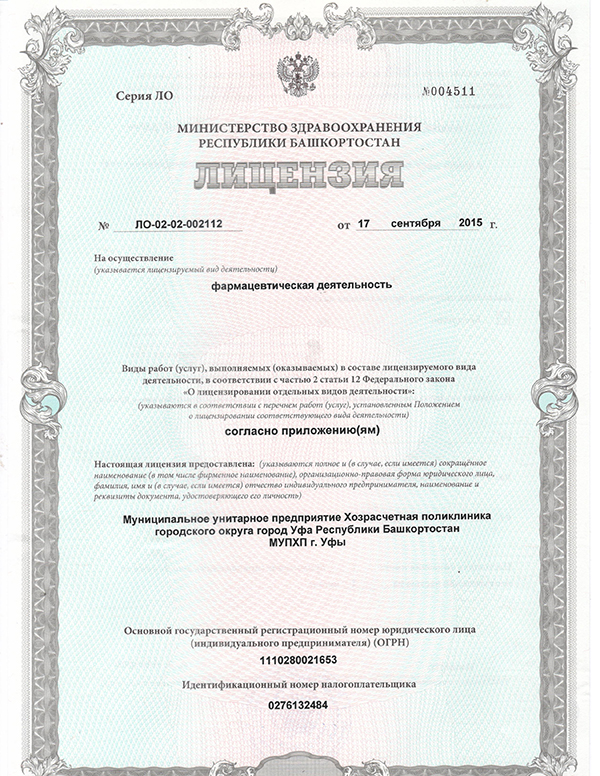 Серия ЛО
№004511
МИНИСТЕРСТВО ЗДРАВООХРАНЕНИЯ
РЕСПУБЛИКИ БАШКОРТОСТАН
ЛИЦЕНЗИЯ
№ ЛО-02-02-002112 от 17 сентября 2015 г.
На осуществление
(указывается лицензируемый вид деятельности)
фармацевтическая деятельность
Виды работ (услуг), выполняемых (оказываемых) в составе лицензируемого вида
деятельности, в соответствии с частью 2 статьи 12 Федерального закона
«О лицензировании отдельных видов деятельности»:
(указываются в соответствии с перечнем работ (услуг), установленным Положением
о лицензировании соответствующего вида деятельности)
согласно приложению(ям)
Настоящая лицензия предоставлена: (указываются полное и (в случае, если имеется) сокращённое
наименование (в том числе фирменное наименование), организационно-правовая форма юридического лица,
фамилия, имя и (в случае, если имеется) отчество индивидуального предпринимателя, наименование и
реквизиты документа, удостоверяющего его личность)
Муниципальное унитарное предприятие Хозрасчетная поликлиника
городского округа город Уфа Республики Башкортостан
МУПХП г. Уфы
Основной государственный регистрационный номер юридического лица
(индивидуального предпринимателя) (ОГРН)
1110280021653
Идентификационный номер налогоплательщика
0276132484